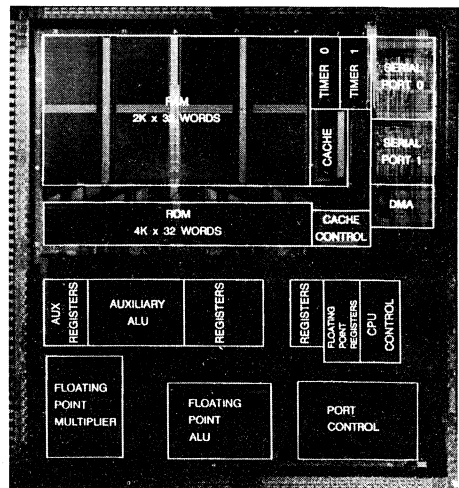 RAM
2K x 32 WORDS
TIMER 0
TIMER 1
SERIAL
PORT 0
CACHE
SERIAL
PORT 1
DMA
ROM
4K x 32 WORDS
CACHE
CONTROL
AUX
REGISTERS
AUXILIARY
ALU
REGISTERS
REGISTERS
FLOATING
POINT
REGISTERS
CPU
CONTROL
FLOATING
POINT
MULTIPLIER
FLOATING
POINT
ALU
PORT
CONTROL